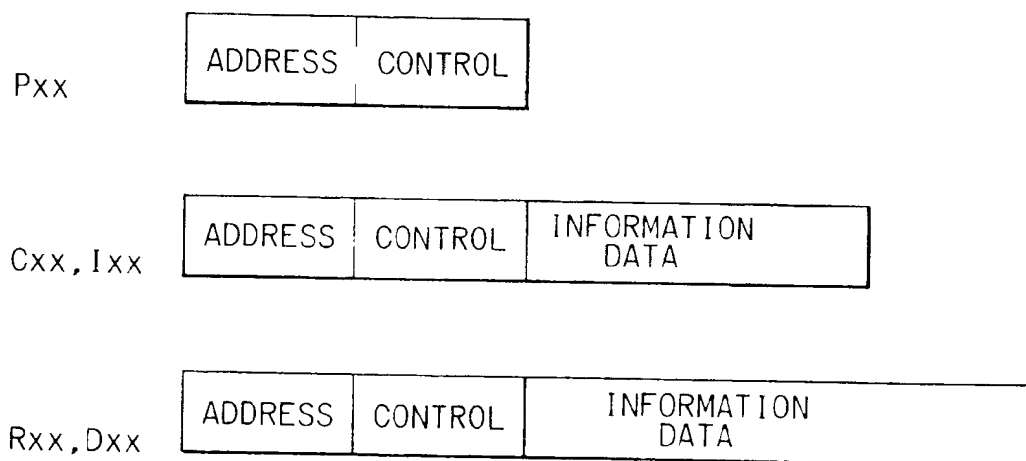 Pxx
ADDRESS CONTROL
Cxx, Ixx
ADDRESS CONTROL INFORMATION
DATA
Rxx, Dxx
ADDRESS CONTROL INFORMATION
DATA